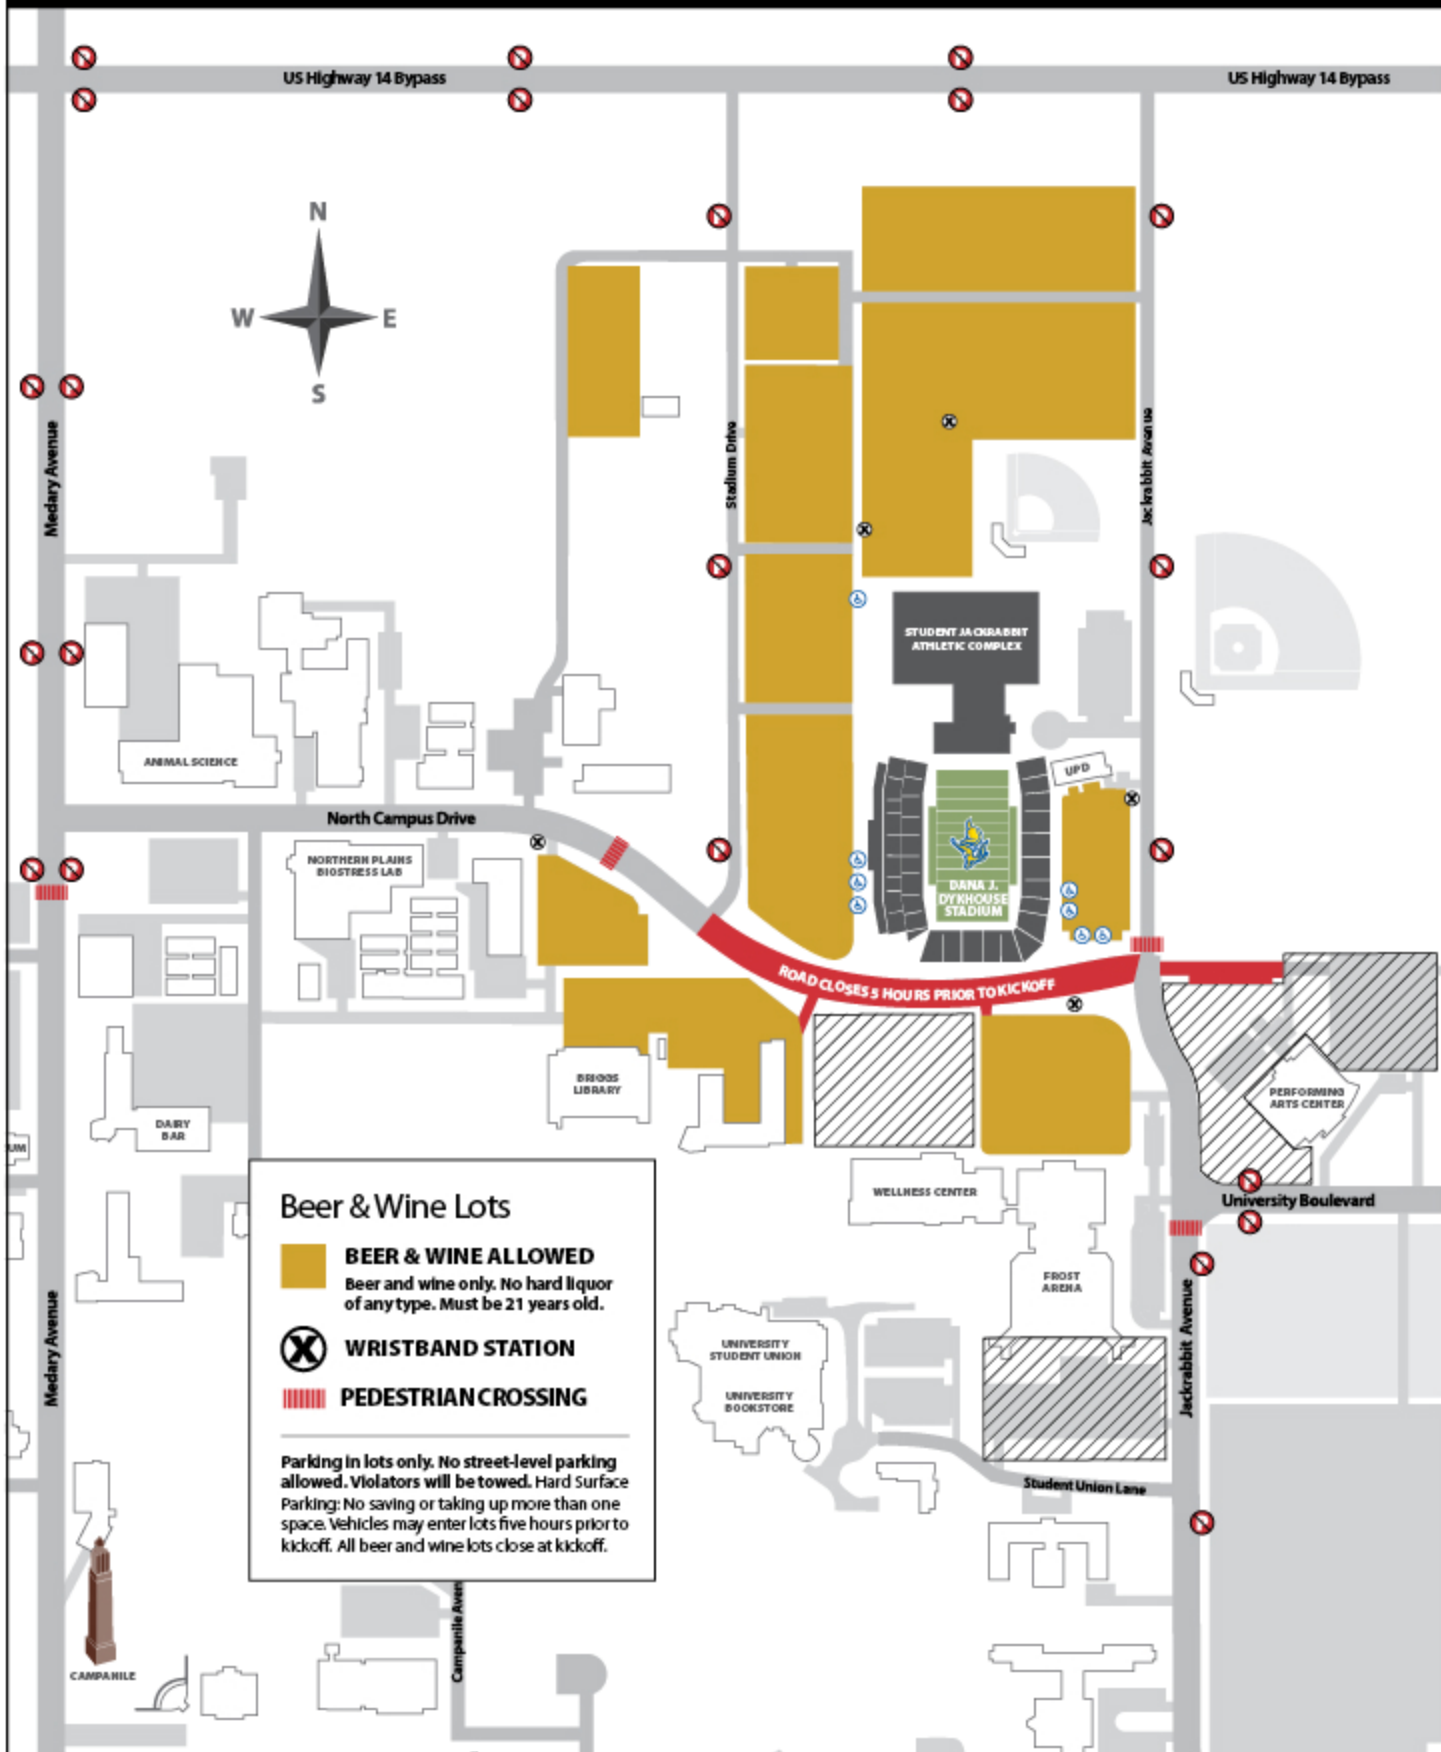 US Highway 14 Bypass
US Highway 14 Bypass
N
W
E
S
Medary Avenue
Stadium Drive
Jackrabbit Avenue
STUDENT JACKRABBIT
ATHLETIC COMPLEX
ANIMAL SCIENCE
UPD
North Campus Drive
NORTHERN PLAINS
BIOSTRESS LAB
DANA J.
DYKHOUSE
STADIUM
ROAD CLOSES 5 HOURS PRIOR TO KICKOFF
BRIGGS
LIBRARY
PERFORMING
ARTS CENTER
DAIRY
BAR
UM
WELLNESS CENTER
University Boulevard
FROST
ARENA
Medary Avenue
Jackrabbit Avenue
Beer & Wine Lots
BEER & WINE ALLOWED
Beer and wine only. No hard liquor
of any type. Must be 21 years old.
X WRISTBAND STATION
PEDESTRIAN CROSSING
Parking in lots only. No street-level parking
allowed. Violators will be towed. Hard Surface
Parking: No saving or taking up more than one
space. Vehicles may enter lots five hours prior to
kickoff. All beer and wine lots close at kickoff.
UNIVERSITY
STUDENT UNION
UNIVERSITY
BOOKSTORE
Student Union Lane
Campanile Aven
CAMPANILE